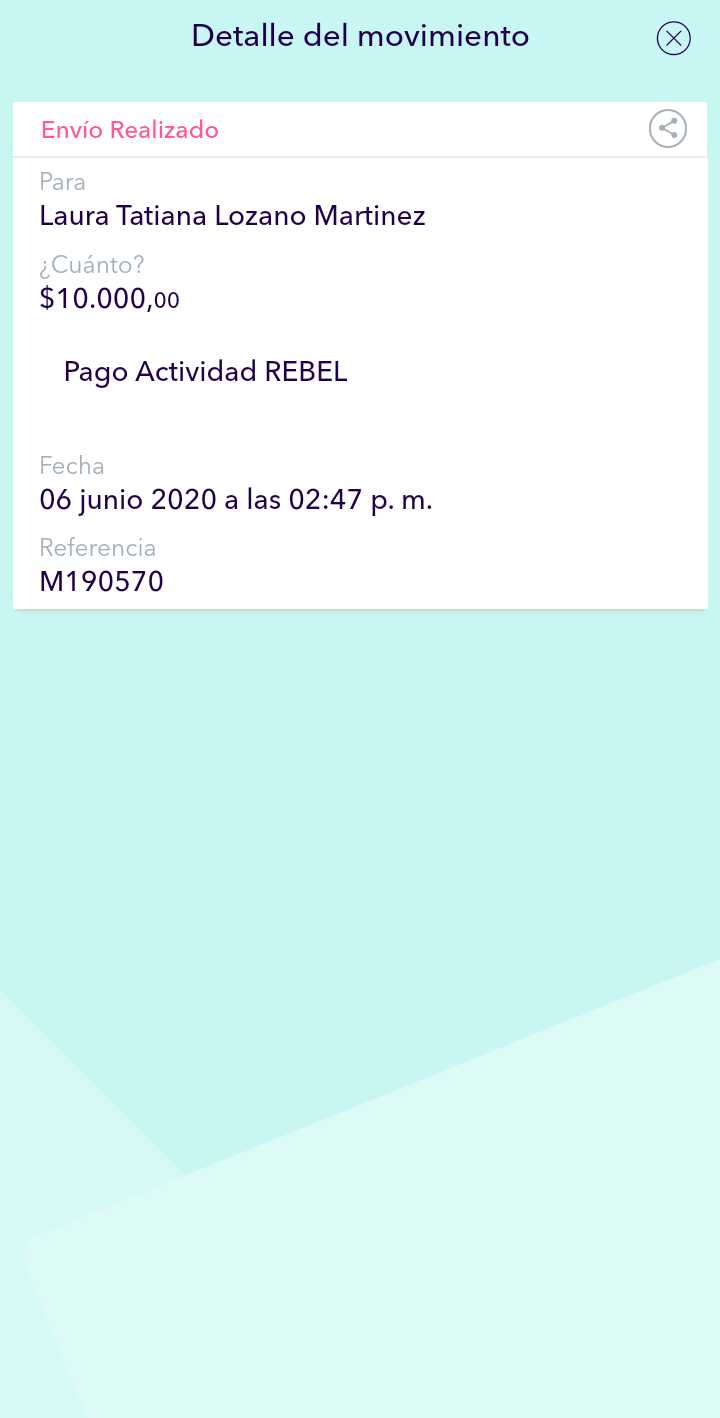 Detalle del movimiento
Envío Realizado
Para
Laura Tatiana Lozano Martinez
¿Cuánto?
$10.000,00
Pago Actividad REBEL
Fecha
06 junio 2020 a las 02:47 p. m.
Referencia
M190570